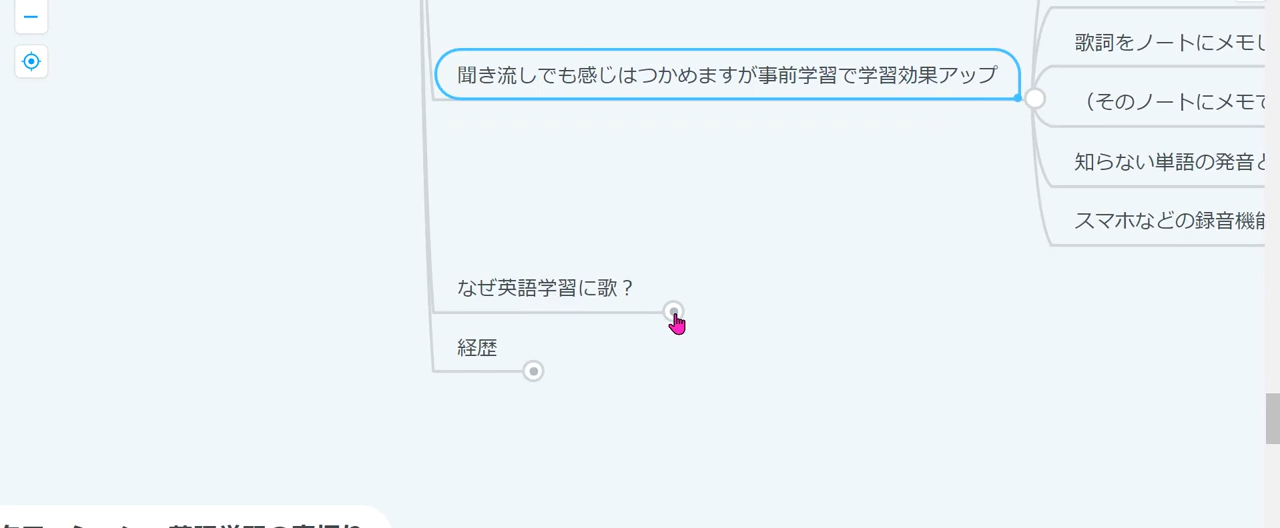 歌詞をノートにメモし
聞き流しでも感じはつかめますが事前学習で学習効果アップ
（そのノートにメモで
知らない単語の発音と
スマホなどの録音機能
なぜ英語学習に歌？
経歴